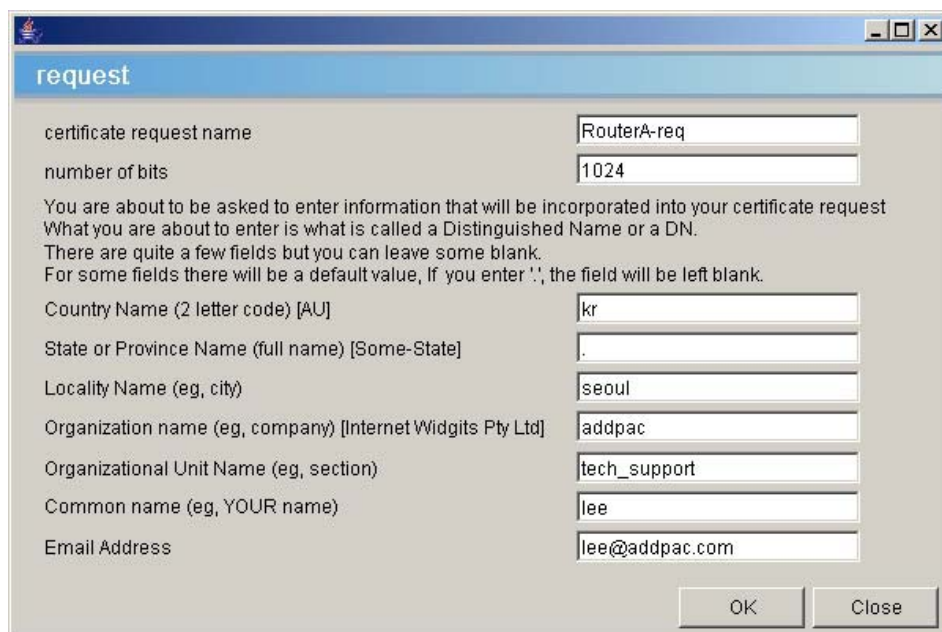 request
certificate request name RouterA-req
number of bits 1024
You are about to be asked to enter information that will be incorporated into your certificate request
What you are about to enter is what is called a Distinguished Name or a DN.
There are quite a few fields but you can leave some blank.
For some fields there will be a default value, If you enter '.', the field will be left blank.
Country Name (2 letter code) [AU] kr
State or Province Name (full name) [Some-State] .
Locality Name (eg, city) seoul
Organization name (eg, company) [Internet Widgits Pty Ltd] addpac
Organizational Unit Name (eg, section) tech_support
Common name (eg, YOUR name) lee
Email Address lee@addpac.com
OK Close